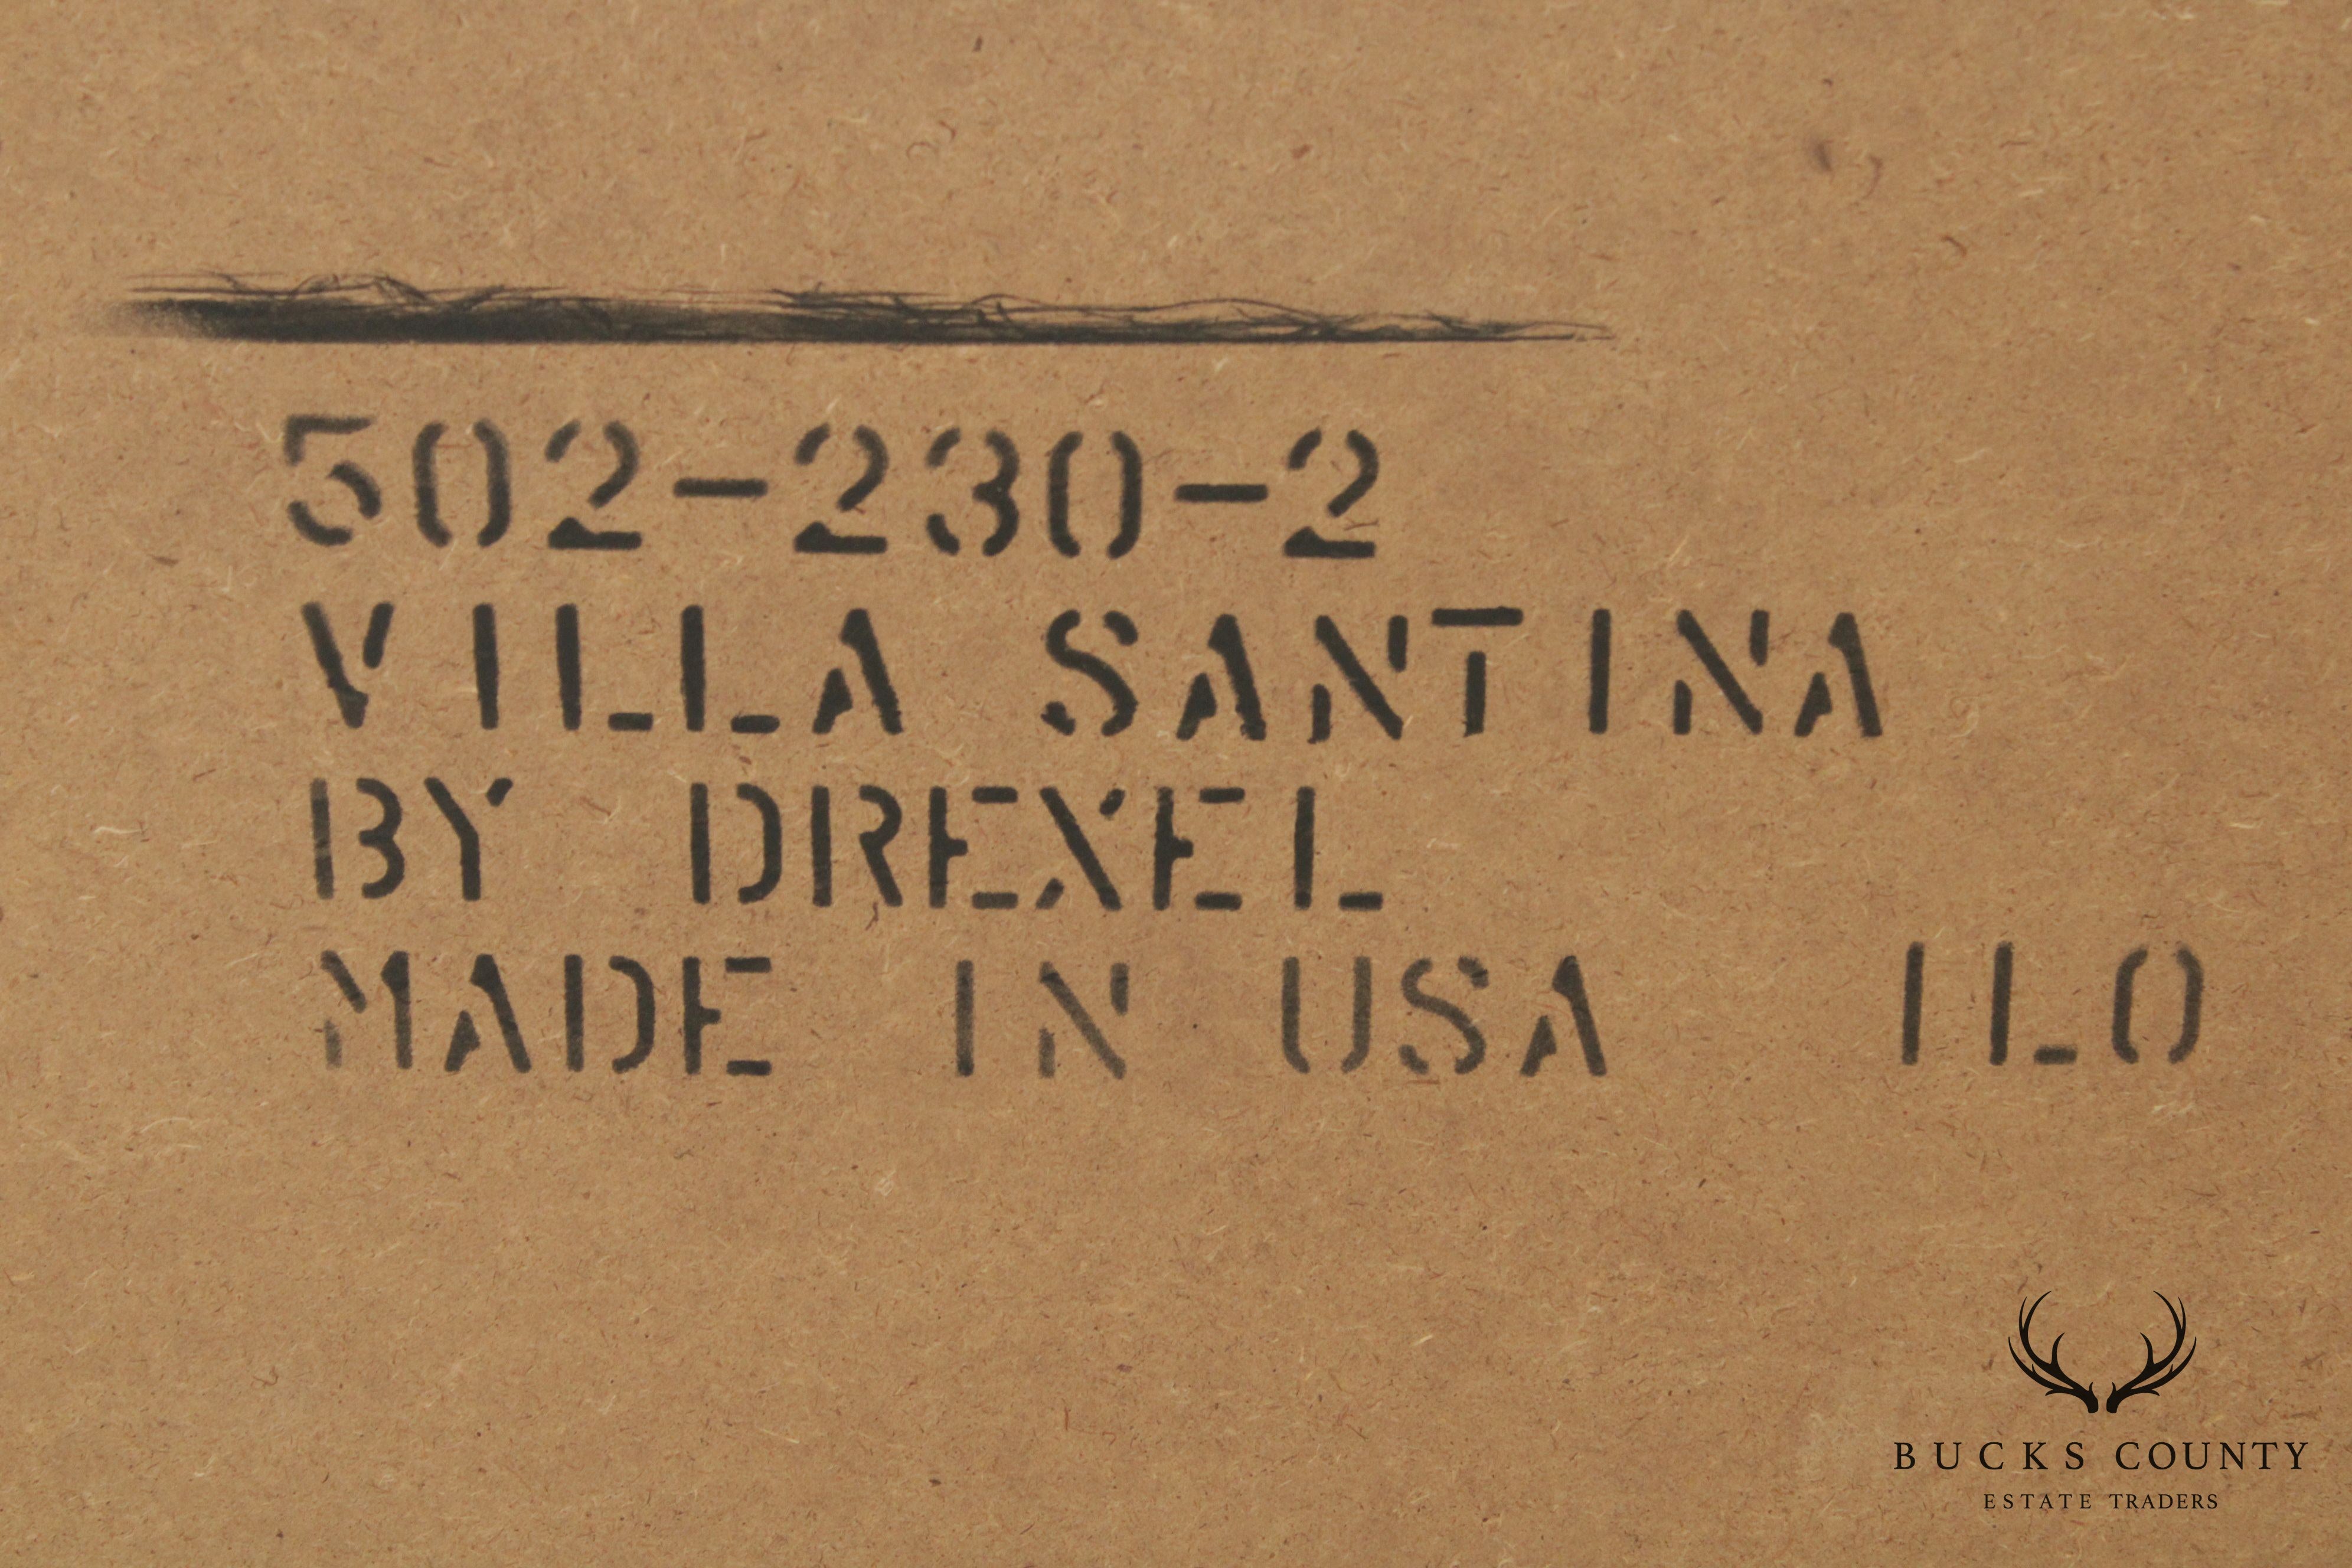 502-230-2
VILLA SANTINA
BY DREXEL
MADE IN USA ILO
BUCKS COUNTY
ESTATE TRADERS